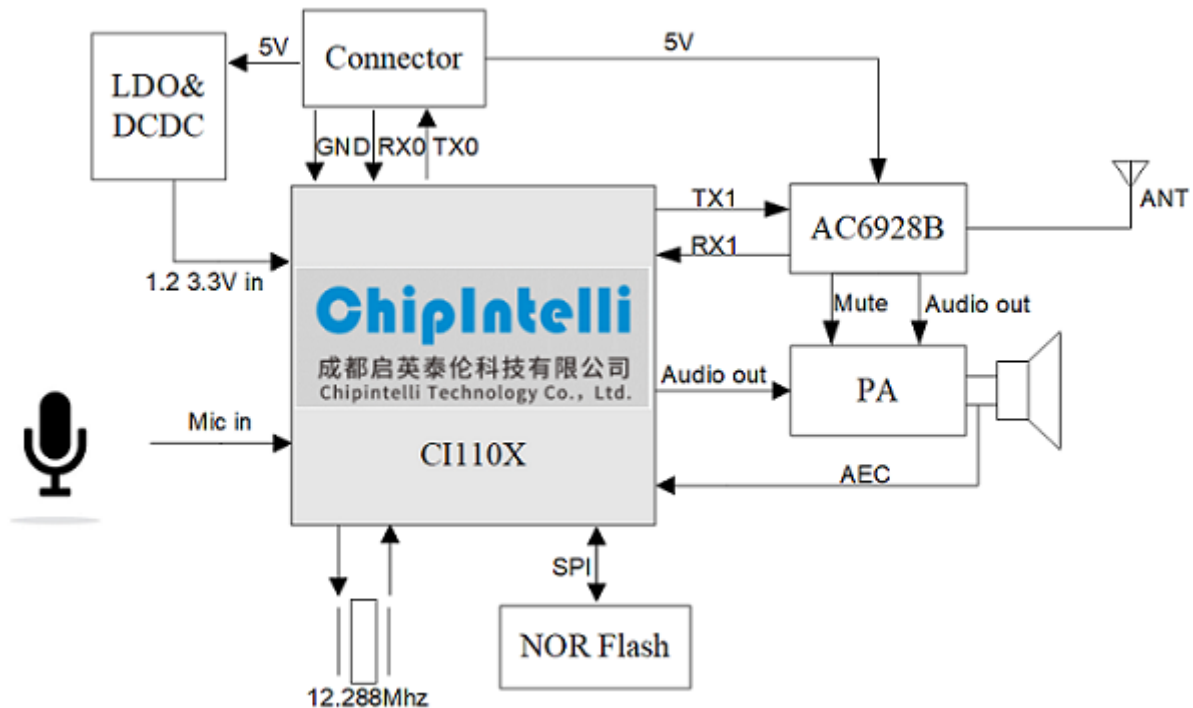 5V
Connector
5V
LDO&
DCDC
GND RX0 TX0
TX1
AC6928B
ANT
RX1
1.2 3.3V in
ChipIntelli
成都启英泰伦科技有限公司
Chipintelli Technology Co., Ltd.
Mute
Audio out
Audio out
PA
Mic in
CI110X
AEC
SPI
NOR Flash
12.288Mhz